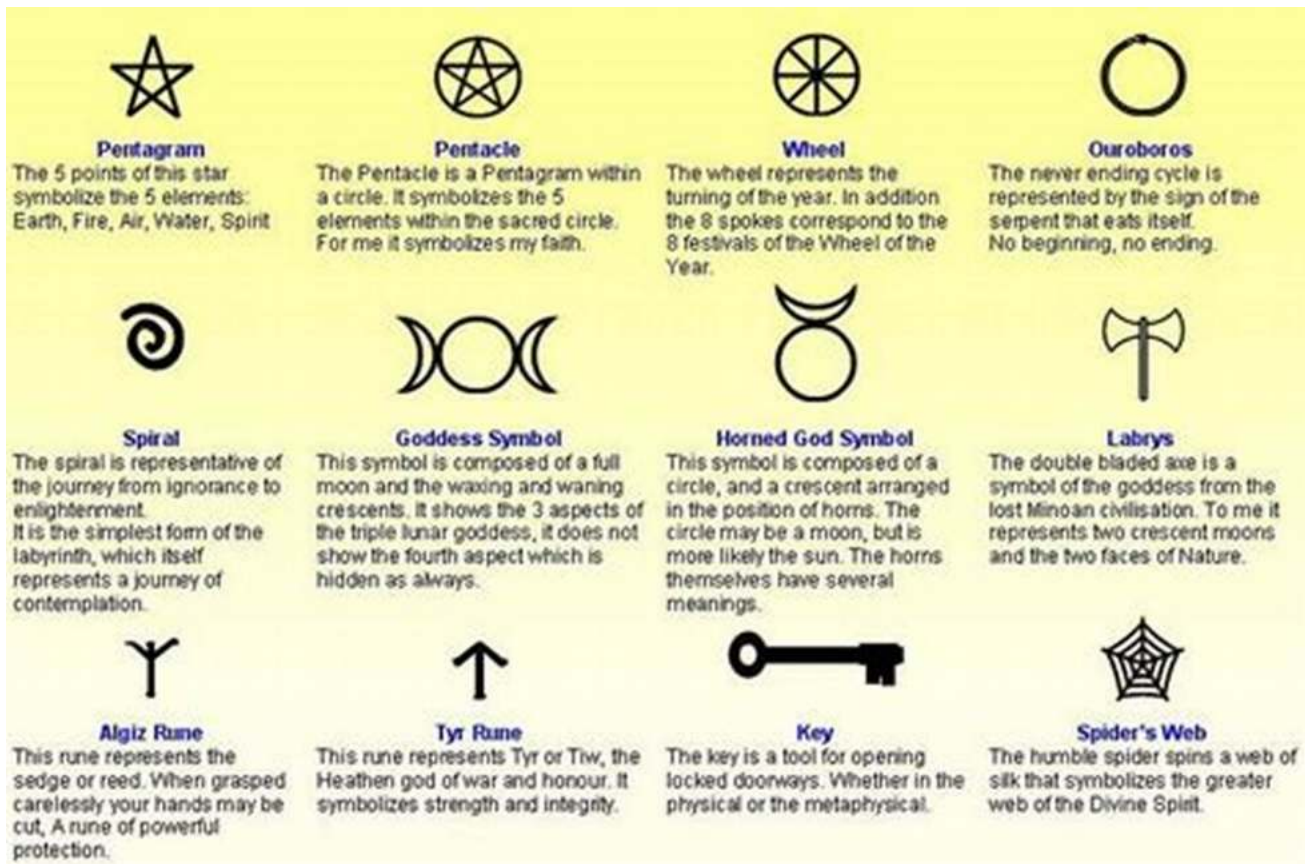 Pentagram
The 5 points of this star
symbolize the 5 elements:
Earth, Fire, Air, Water, Spirit
Pentacle
The Pentacle is a Pentagram within
a circle. It symbolizes the 5
elements within the sacred circle.
For me it symbolizes my faith.
Wheel
The wheel represents the
turning of the year. In addition
the 8 spokes correspond to the
8 festivals of the Wheel of the
Year.
Ouroboros
The never ending cycle is
represented by the sign of the
serpent that eats itself.
No beginning, no ending.
Spiral
The spiral is representative of
the journey from ignorance to
enlightenment.
It is the simplest form of the
labyrinth, which itself
represents a journey of
contemplation.
Goddess Symbol
This symbol is composed of a full
moon and the waxing and waning
crescents. It shows the 3 aspects of
the triple lunar goddess, it does not
show the fourth aspect which is
hidden as always.
Horned God Symbol
This symbol is composed of a
circle, and a crescent arranged
in the position of horns. The
circle may be a moon, but is
more likely the sun. The horns
themselves have several
meanings.
Labrys
The double bladed axe is a
symbol of the goddess from the
lost Minoan civilisation. To me it
represents two crescent moons
and the two faces of Nature.
Algiz Rune
This rune represents the
sedge or reed. When grasped
carelessly your hands may be
cut, A rune of powerful
protection.
Tyr Rune
This rune represents Tyr or Tiw, the
Heathen god of war and honour. It
symbolizes strength and integrity.
Key
The key is a tool for opening
locked doorways. Whether in the
physical or the metaphysical.
Spider's Web
The humble spider spins a web of
silk that symbolizes the greater
web of the Divine Spirit.